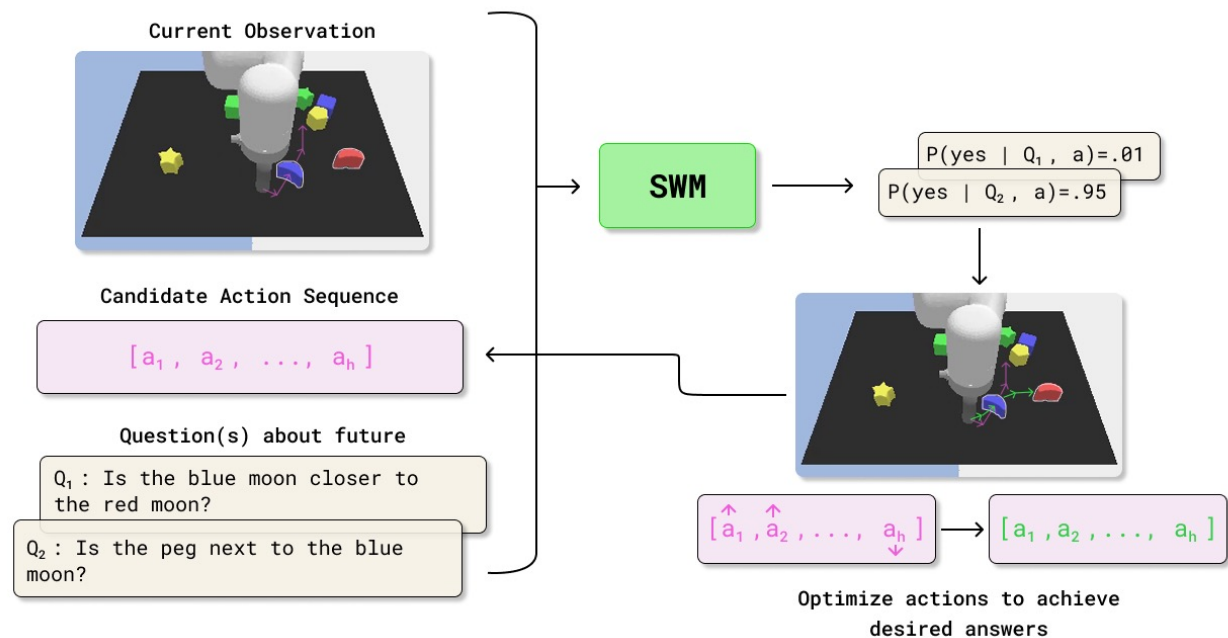 Current Observation
Candidate Action Sequence
[a₁, a₂, ..., aₕ]
Question(s) about future
Q₁: Is the blue moon closer to
the red moon?
Q₂: Is the peg next to the blue
moon?
SWM
P(yes | Q₁, a)=.01
P(yes | Q₂, a)=.95
[a₁,a₂,..., aₕ]
[a₁,a₂,..., aₕ]
Optimize actions to achieve
desired answers